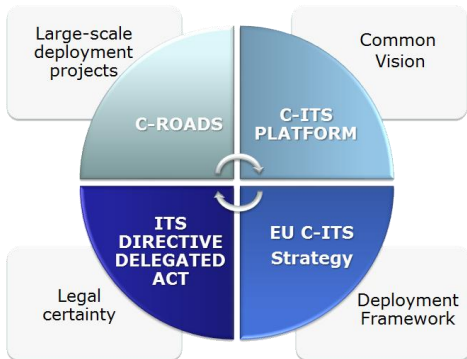 Large-scale
deployment
projects
Common
Vision
C-ROADS
C-ITS
PLATFORM
ITS
DIRECTIVE
DELEGATED
ACT
EU C-ITS
Strategy
Legal
certainty
Deployment
Framework